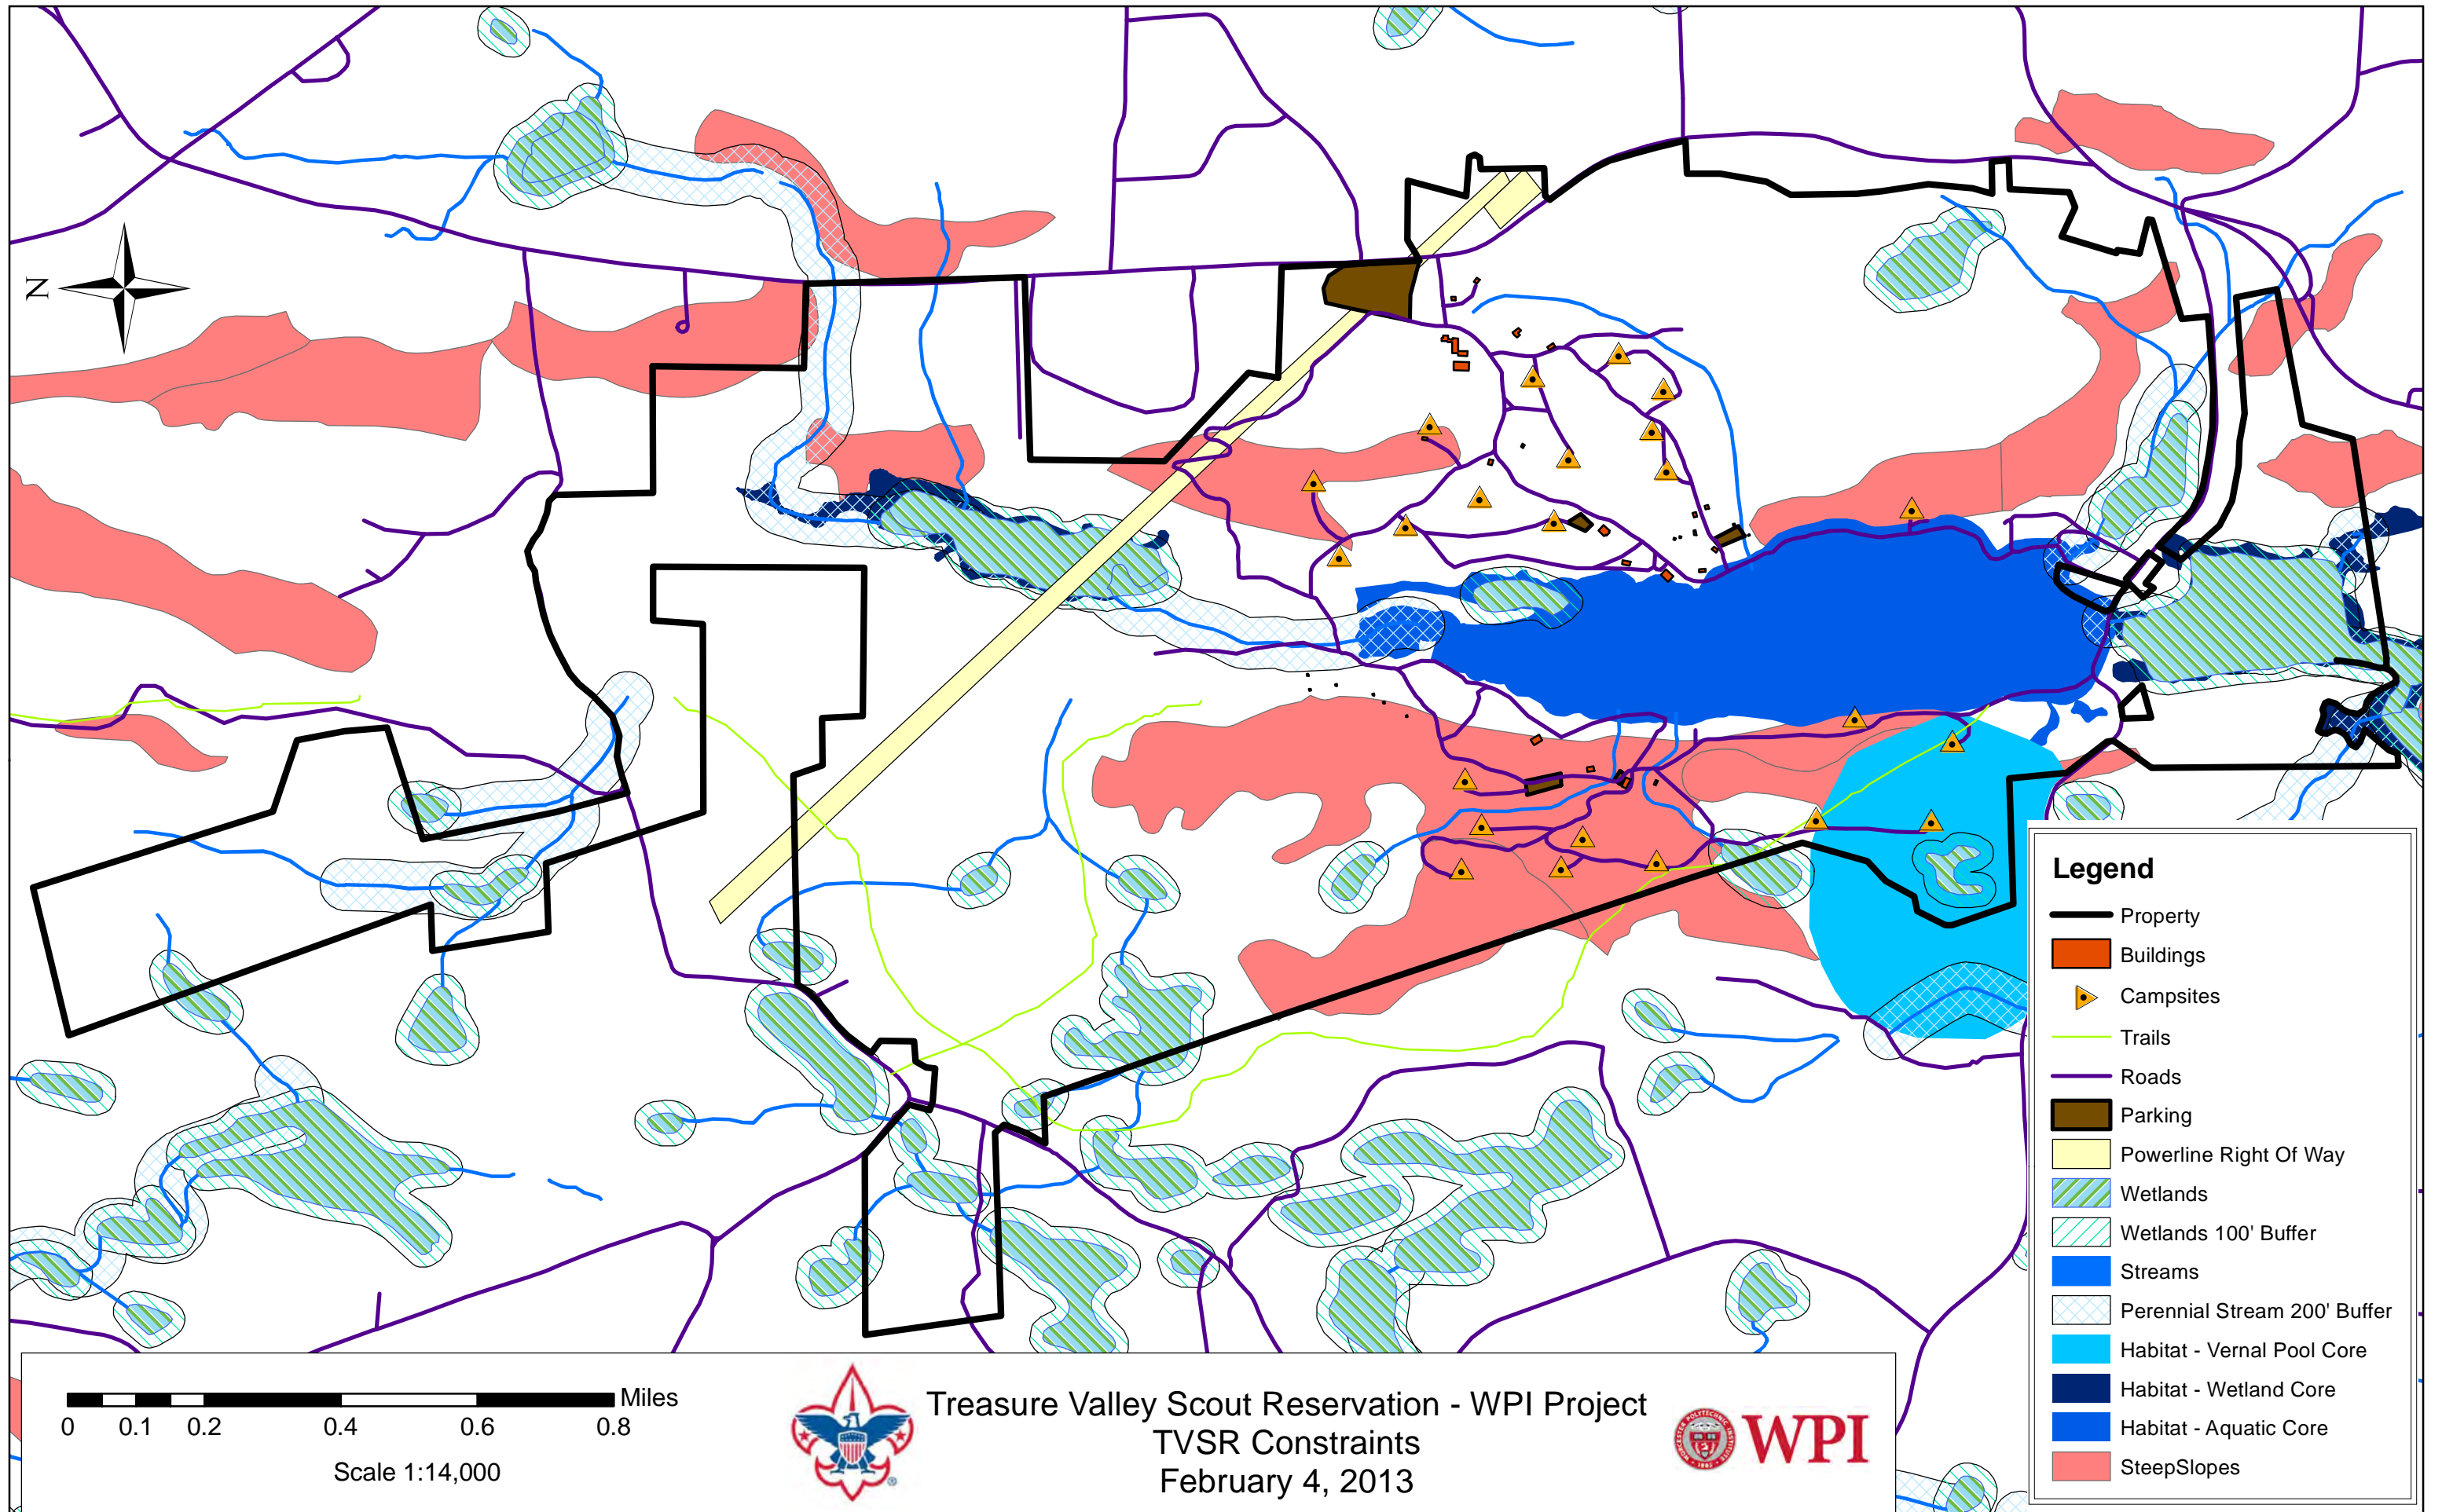 N
Legend
Property
Buildings
Campsites
Trails
Roads
Parking
Powerline Right Of Way
Wetlands
Wetlands 100' Buffer
Streams
Perennial Stream 200' Buffer
Habitat - Vernal Pool Core
Habitat - Wetland Core
Habitat - Aquatic Core
SteepSlopes
Miles
0 0.1 0.2 0.4 0.6 0.8
Scale 1:14,000
Treasure Valley Scout Reservation - WPI Project
TVSR Constraints
February 4, 2013
WPI